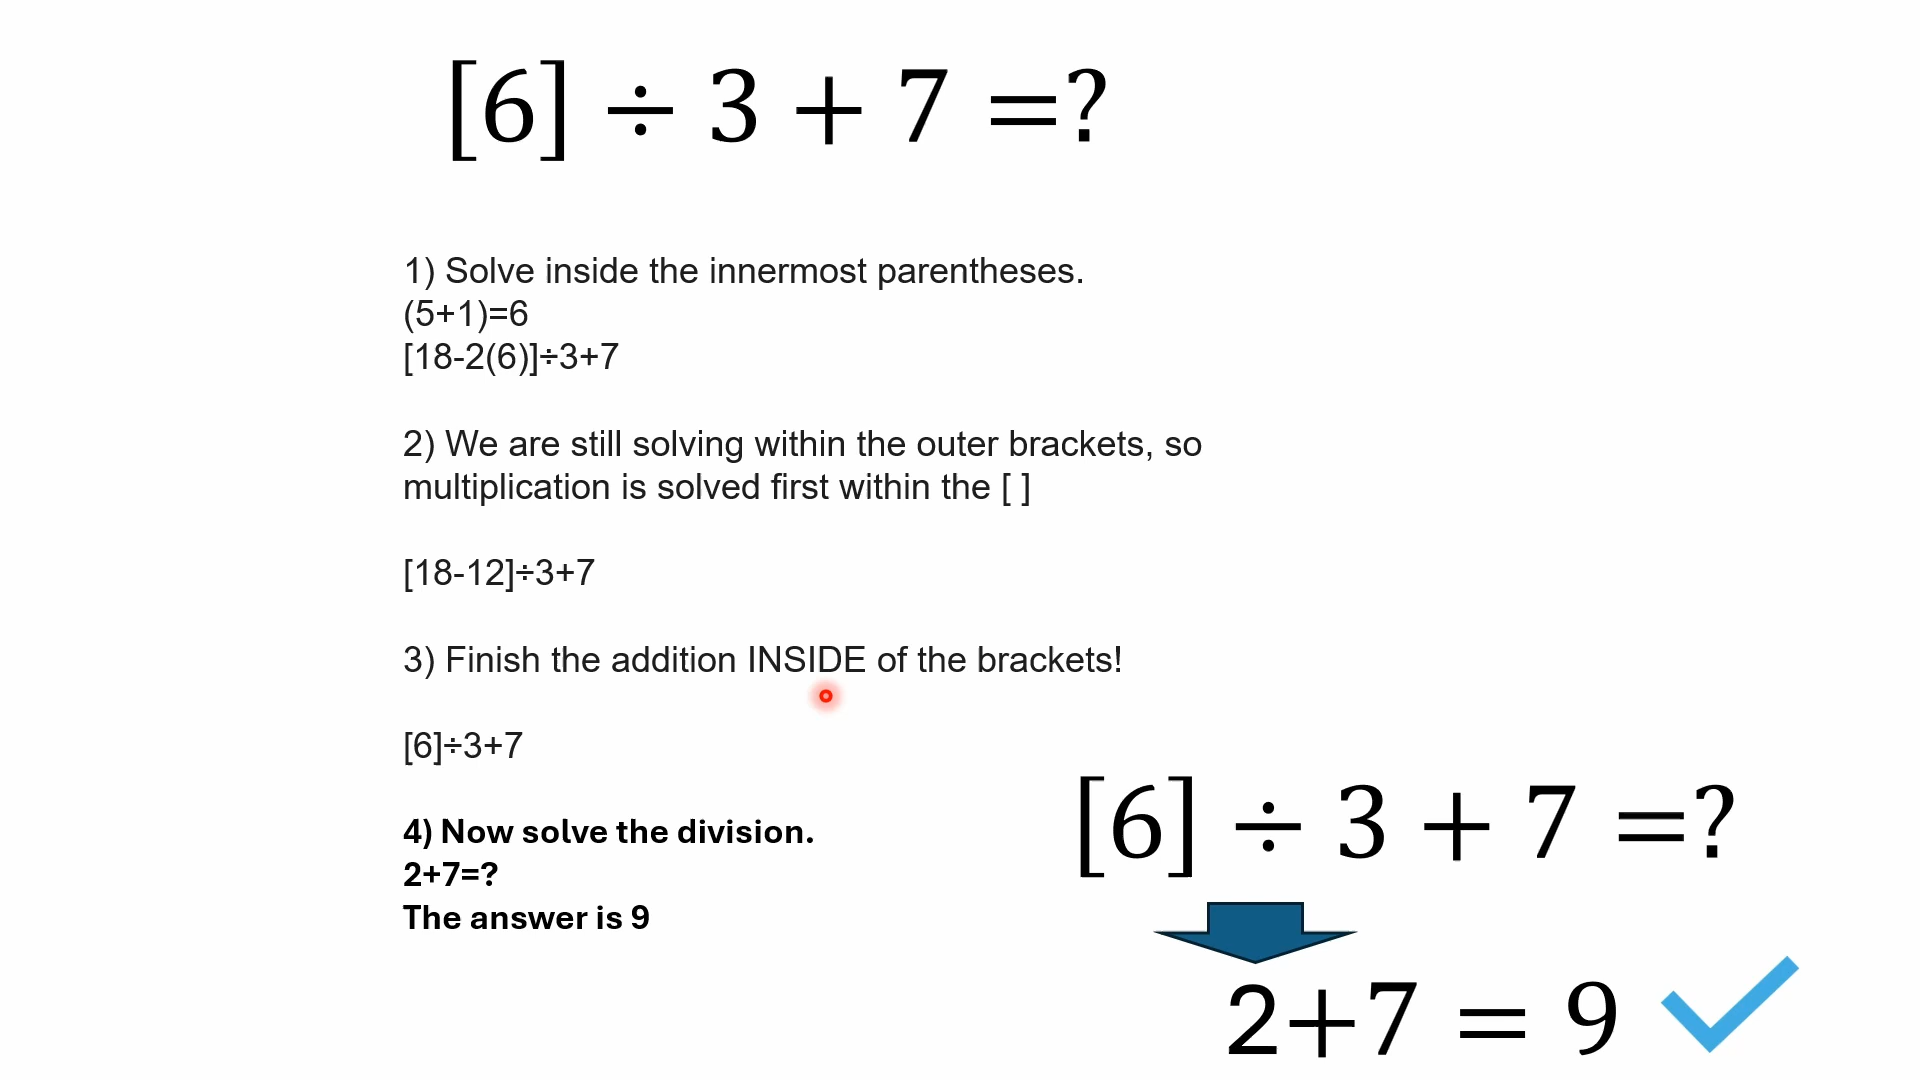 [6] ÷ 3 + 7 =?
1) Solve inside the innermost parentheses.
(5+1)=6
[18-2(6)]÷3+7
2) We are still solving within the outer brackets, so
multiplication is solved first within the [ ]
[18-12]÷3+7
3) Finish the addition INSIDE of the brackets!
[6]÷3+7
4) Now solve the division.
2+7=?
The answer is 9
[6] ÷ 3 + 7 =?
2+7 = 9